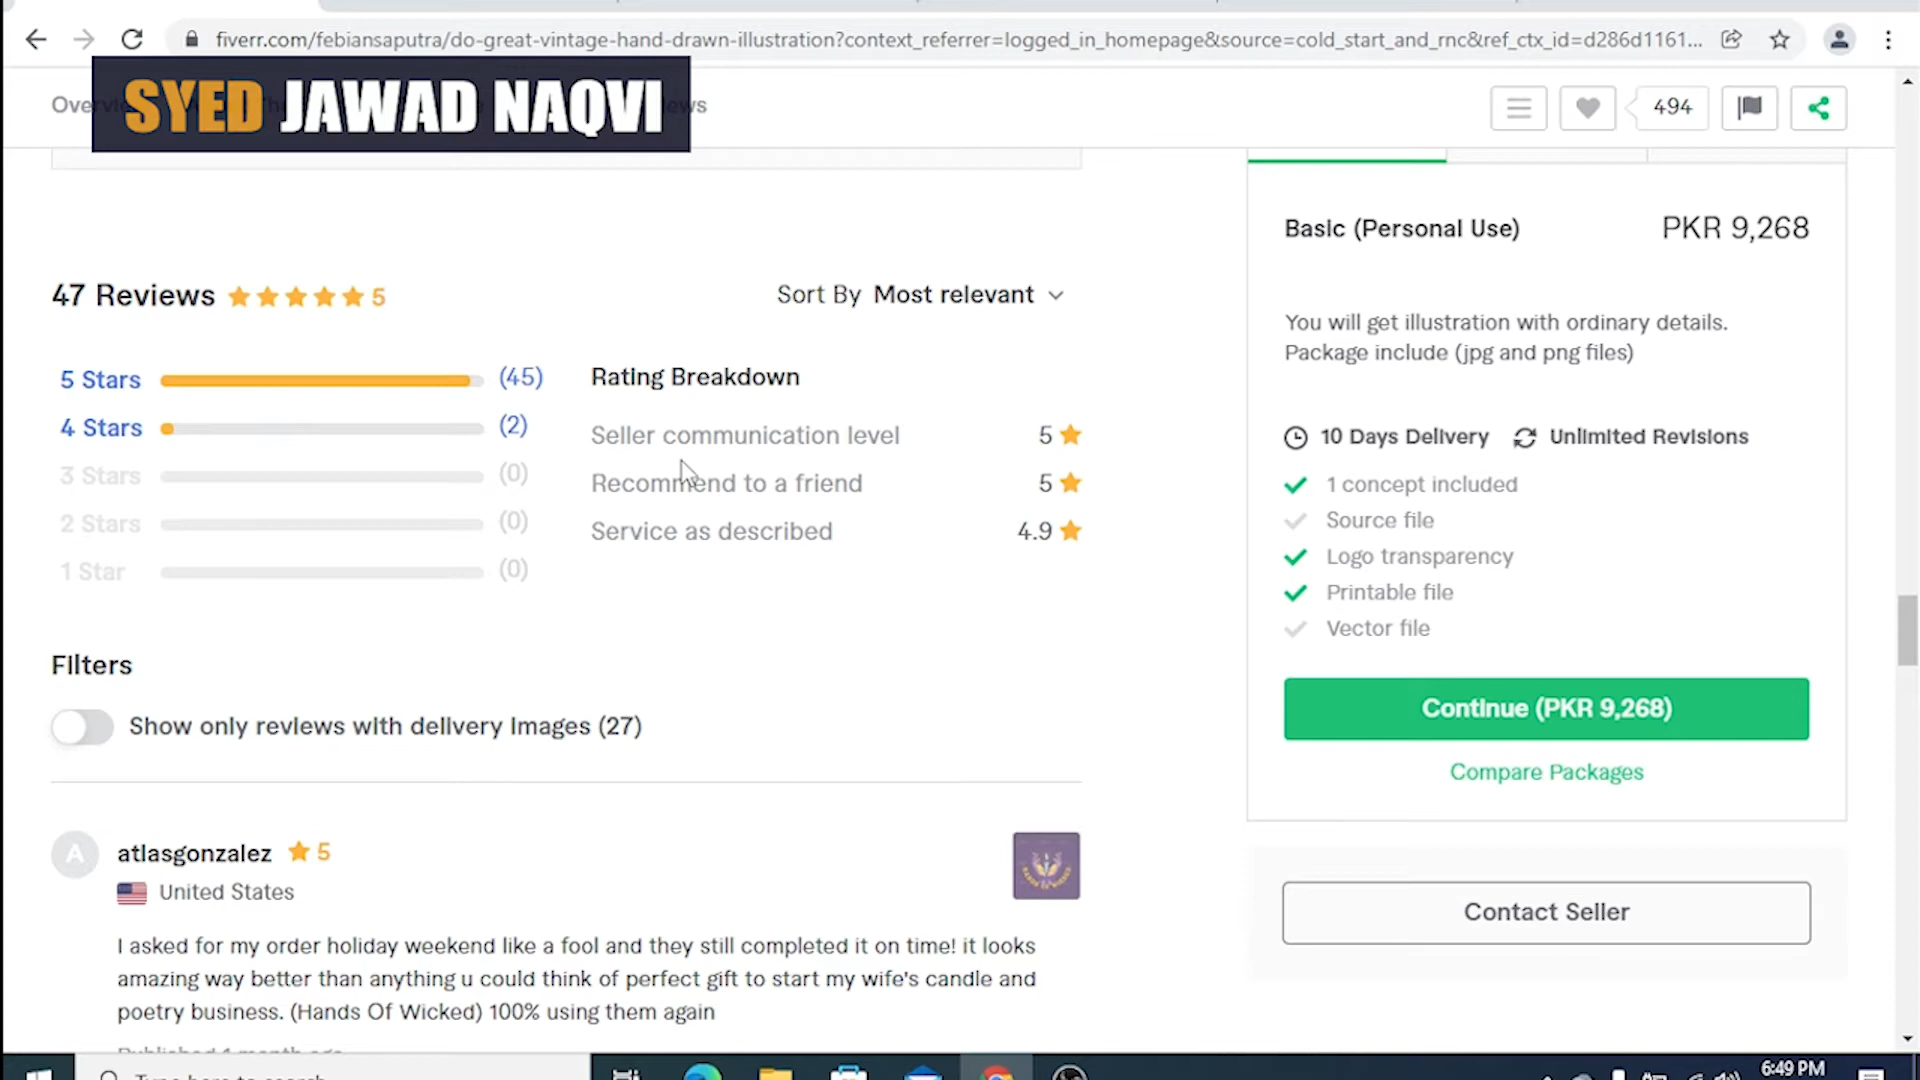 fiverr.com/febiansaputra/do-great-vintage-hand-drawn-illustration?context_referrer=logged_in_homepage&source=cold_start_and_rnc&ref_ctx_id=d286d1161...
SYED JAWAD NAQVI
494
Basic (Personal Use) PKR 9,268
You will get illustration with ordinary details.
Package include (jpg and png files)
10 Days Delivery Unlimited Revisions
1 concept included
Source file
Logo transparency
Printable file
Vector file
Continue (PKR 9,268)
Compare Packages
Contact Seller
47 Reviews 5
Sort By Most relevant
5 Stars (45)
4 Stars (2)
3 Stars (0)
2 Stars (0)
1 Star (0)
Rating Breakdown
Seller communication level 5
Recommend to a friend 5
Service as described 4.9
Filters
Show only reviews with delivery images (27)
A
atlasgonzalez 5
United States
I asked for my order holiday weekend like a fool and they still completed it on time! it looks
amazing way better than anything u could think of perfect gift to start my wife's candle and
poetry business. (Hands Of Wicked) 100% using them again
Published 1 month ago
Type here to search
6:49 PM